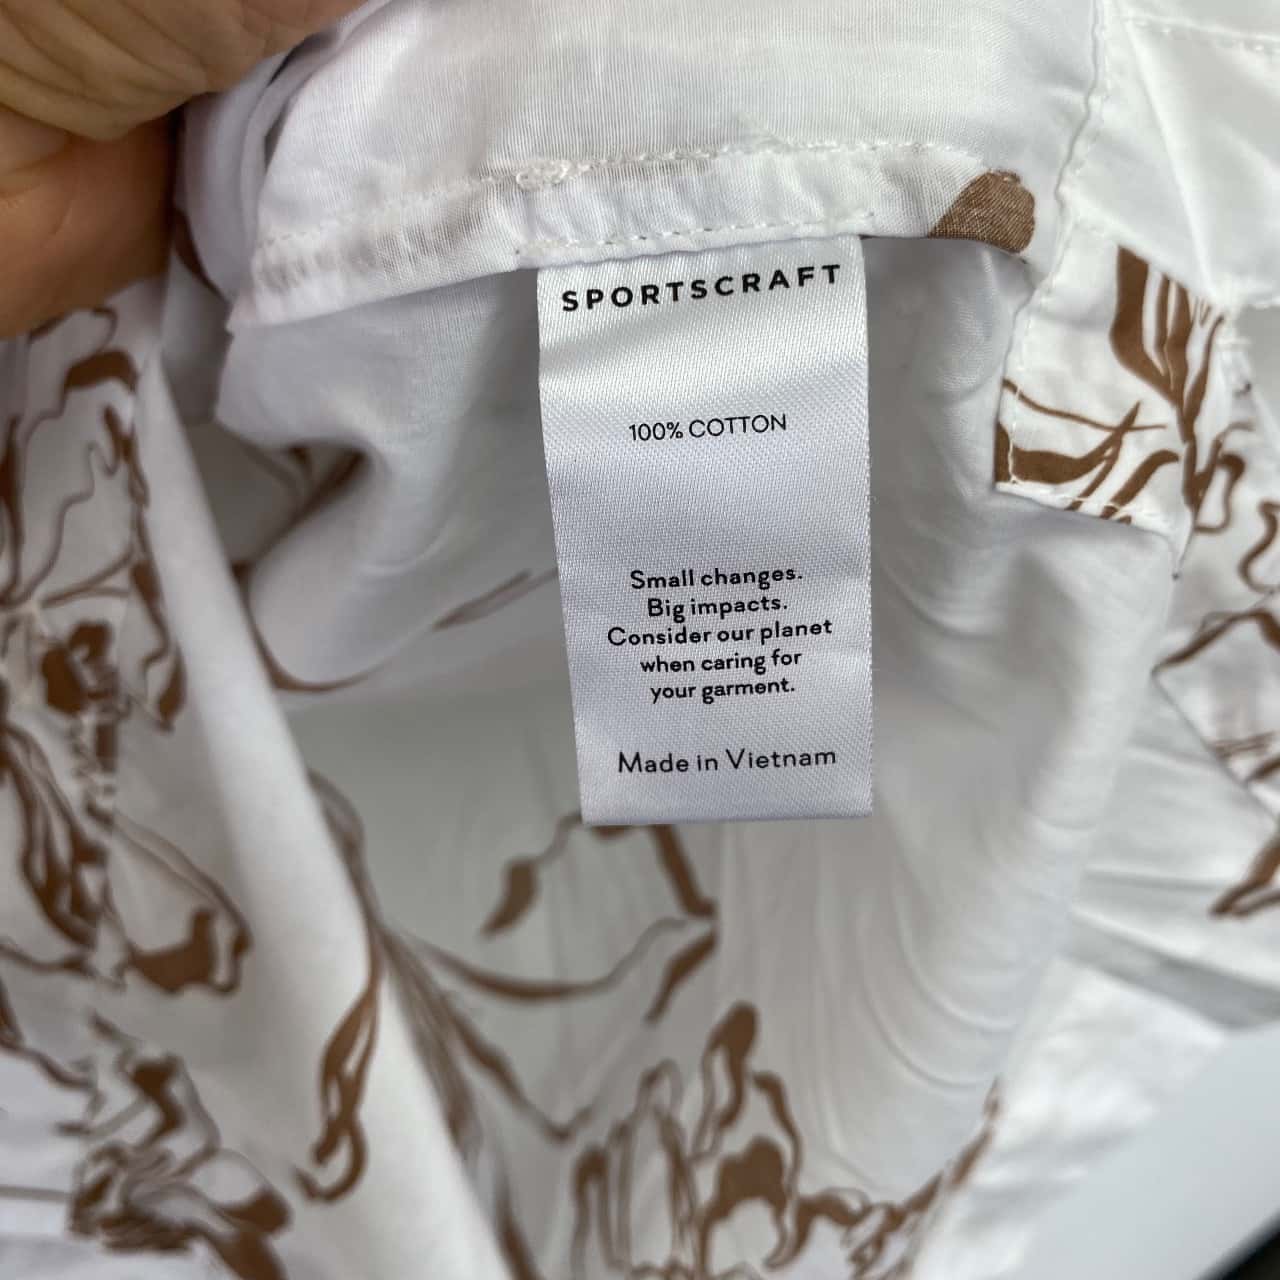 SPORTSCRAFT
100% COTTON
Small changes.
Big impacts.
Consider our planet
when caring for
your garment.
Made in Vietnam